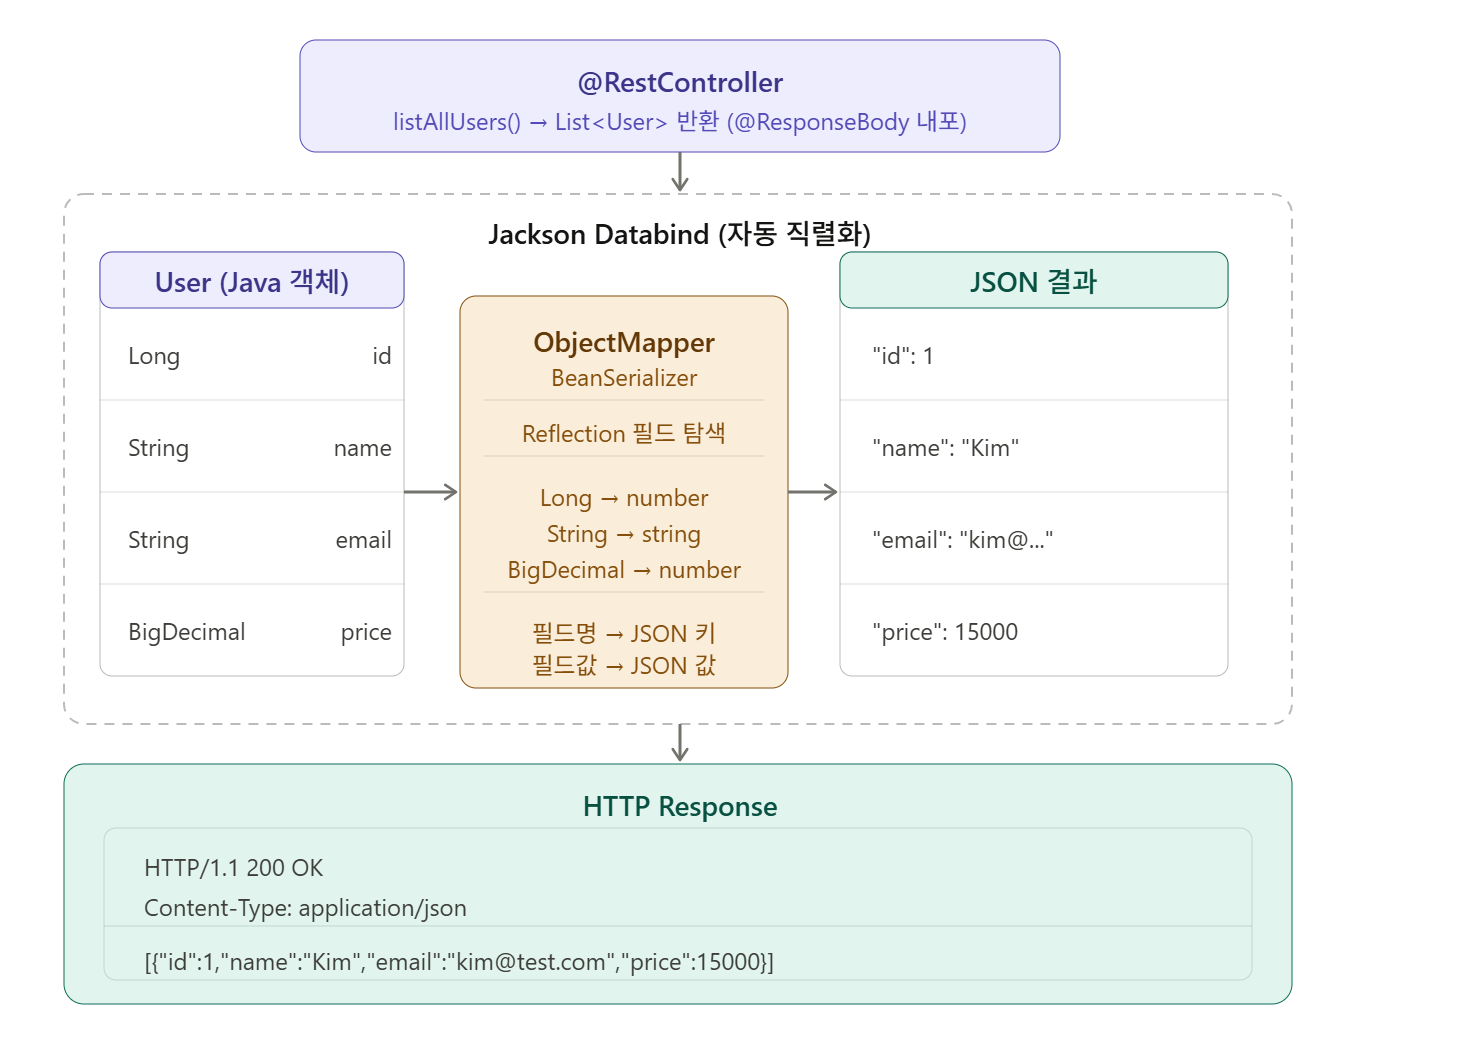 @RestController
listAllUsers() → List<User> 반환 (@ResponseBody 내포)
Jackson Databind (자동 직렬화)
User (Java 객체)
Long id
String name
String email
BigDecimal price
ObjectMapper
BeanSerializer
Reflection 필드 탐색
Long → number
String → string
BigDecimal → number
필드명 → JSON 키
필드값 → JSON 값
JSON 결과
"id": 1
"name": "Kim"
"email": "kim@..."
"price": 15000
HTTP Response
HTTP/1.1 200 OK
Content-Type: application/json
[{"id":1,"name":"Kim","email":"kim@test.com","price":15000}]